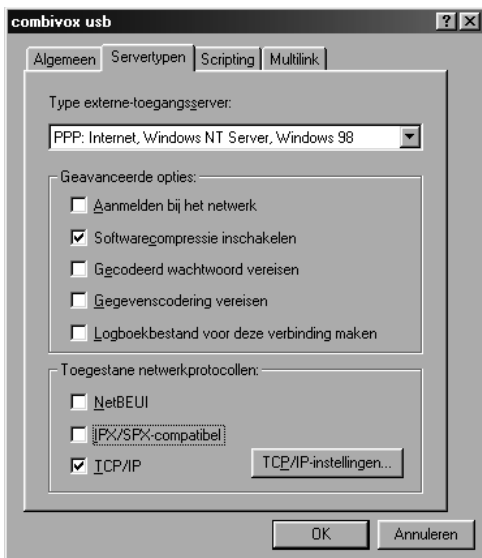 combivox usb
Algemeen Servertypen Scripting Multilink
Type externe-toegangsserver:
PPP: Internet, Windows NT Server, Windows 98
Geavanceerde opties:
Aanmelden bij het netwerk
Softwarecompressie inschakelen
Gecodeerd wachtwoord vereisen
Gegevenscodering vereisen
Logboekbestand voor deze verbinding maken
Toegestane netwerkprotocollen:
NetBEUI
IPX/SPX-compatibel
TCP/IP TCP/IP-instellingen...
OK Annuleren